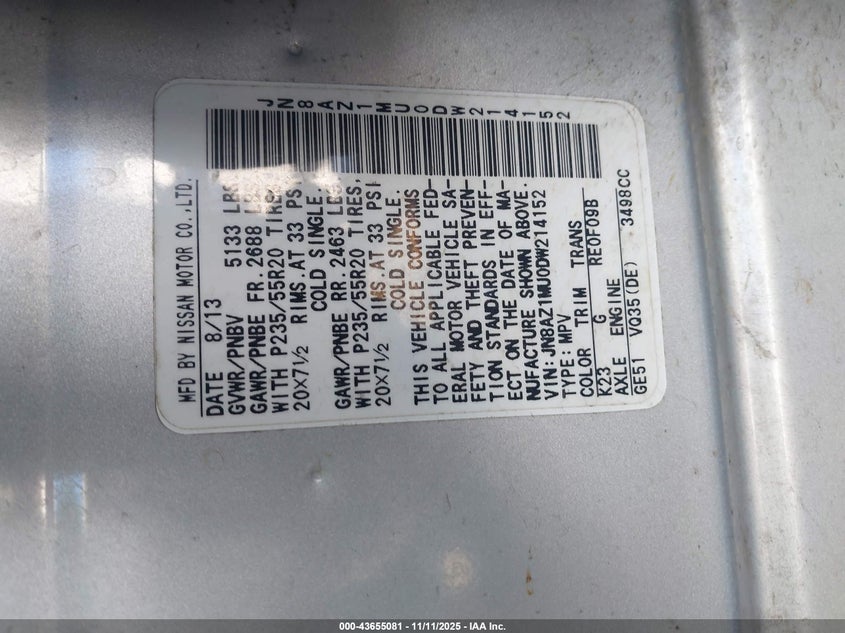 JN8AZ1MU0DW214152
MFD BY NISSAN MOTOR CO.,LTD.
DATE 8/13
GVWR/PNBV 5133 LBS
GAWR/PNBE FR. 2688 LBS
WITH P235/55R20 TIRES,
20X7½ RIMS AT 33 PSI
COLD SINGLE.
GAWR/PNBE RR. 2463 LBS
WITH P235/55R20 TIRES,
20X7½ RIMS AT 33 PSI
COLD SINGLE.
THIS VEHICLE CONFORMS
TO ALL APPLICABLE FED-
ERAL MOTOR VEHICLE SA-
FETY AND THEFT PREVEN-
TION STANDARDS IN EFF-
ECT ON THE DATE OF MA-
NUFACTURE SHOWN ABOVE.
VIN:JN8AZ1MU0DW214152
TYPE:MPV
COLOR TRIM TRANS
K23 G RE0F09B
AXLE ENGINE
GE51 VQ35(DE) 3498CC
000-43655081 - 11/11/2025 - IAA Inc.